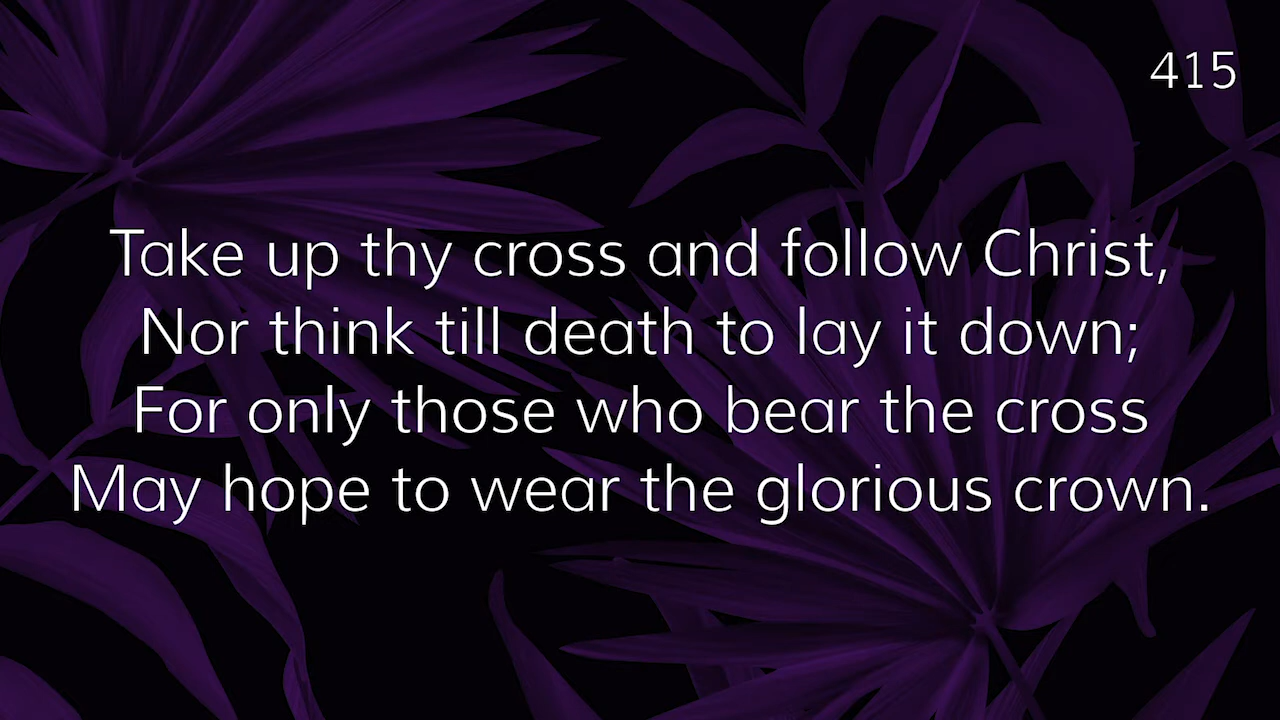 415
Take up thy cross and follow Christ,
Nor think till death to lay it down;
For only those who bear the cross
May hope to wear the glorious crown.